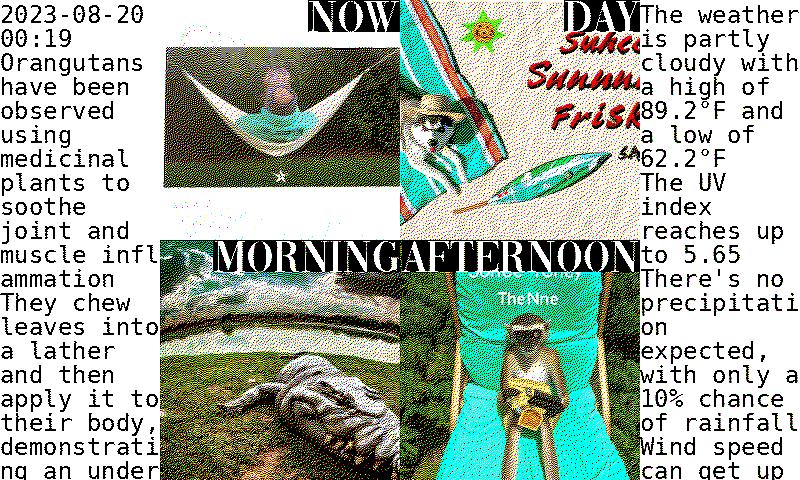 2023-08-20
00:19
Orangutans
have been
observed
using
medicinal
plants to
soothe
joint and
muscle infl
ammation
They chew
leaves into
a lather
and then
apply it to
their body,
demonstrati
ng an under
NOW
DAY
Sunnu
Frisk
MORNING
AFTERNOON
TheNne
The weather
is partly
cloudy with
a high of
89.2°F and
a low of
62.2°F
The UV
index
reaches up
to 5.65
There's no
precipitati
on
expected,
with only a
10% chance
of rainfall
Wind speed
can get up